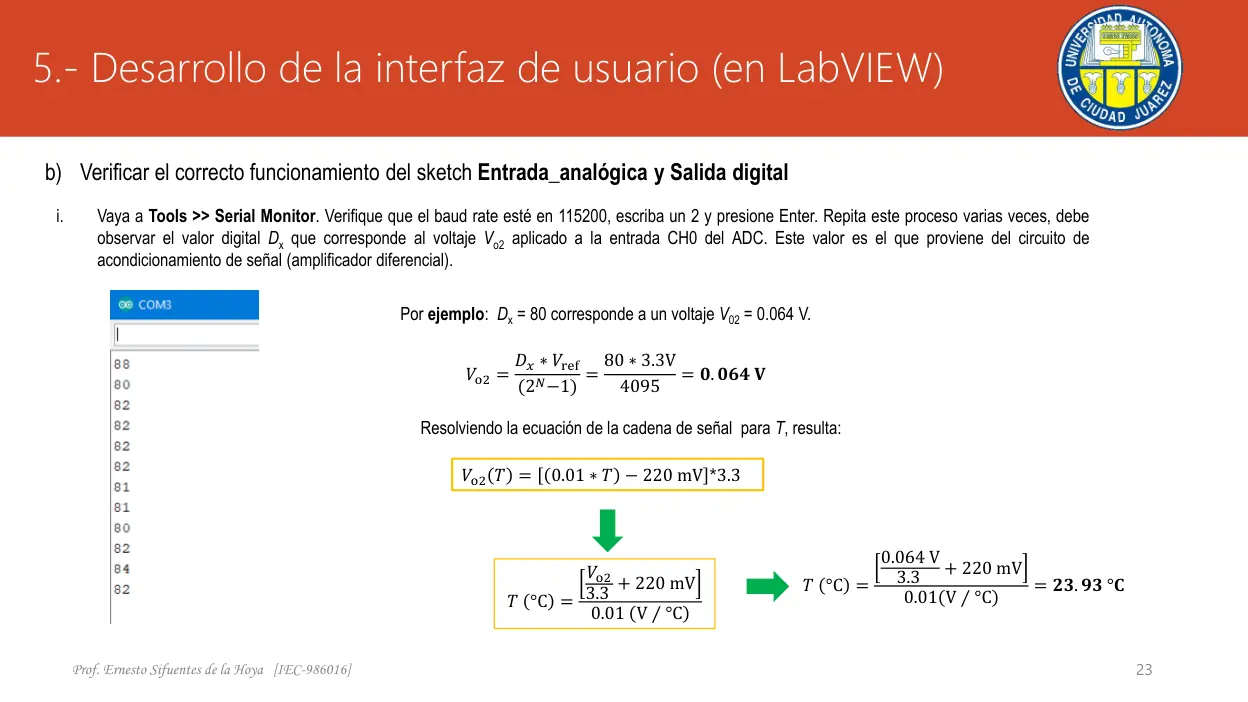 5.- Desarrollo de la interfaz de usuario (en LabVIEW)
UNIVERSIDAD AUTONOMA
DE CIUDAD JUAREZ
b) Verificar el correcto funcionamiento del sketch Entrada_analógica y Salida digital
i. Vaya a Tools >> Serial Monitor. Verifique que el baud rate esté en 115200, escriba un 2 y presione Enter. Repita este proceso varias veces, debe
observar el valor digital Dx que corresponde al voltaje Vo2 aplicado a la entrada CH0 del ADC. Este valor es el que proviene del circuito de
acondicionamiento de señal (amplificador diferencial).
COM3
88
80
82
82
82
82
81
81
80
82
84
82
Por ejemplo: Dx = 80 corresponde a un voltaje V02 = 0.064 V.
Vo2 = Dx * Vref / (2^N−1) = 80 * 3.3V / 4095 = 0.064 V
Resolviendo la ecuación de la cadena de señal para T, resulta:
Vo2(T) = [(0.01 * T) − 220 mV]*3.3
T (°C) = [Vo2 / 3.3 + 220 mV] / 0.01 (V / °C)
T (°C) = [0.064 V / 3.3 + 220 mV] / 0.01(V / °C) = 23.93 °C
Prof. Ernesto Sifuentes de la Hoya [IEC-986016]
23